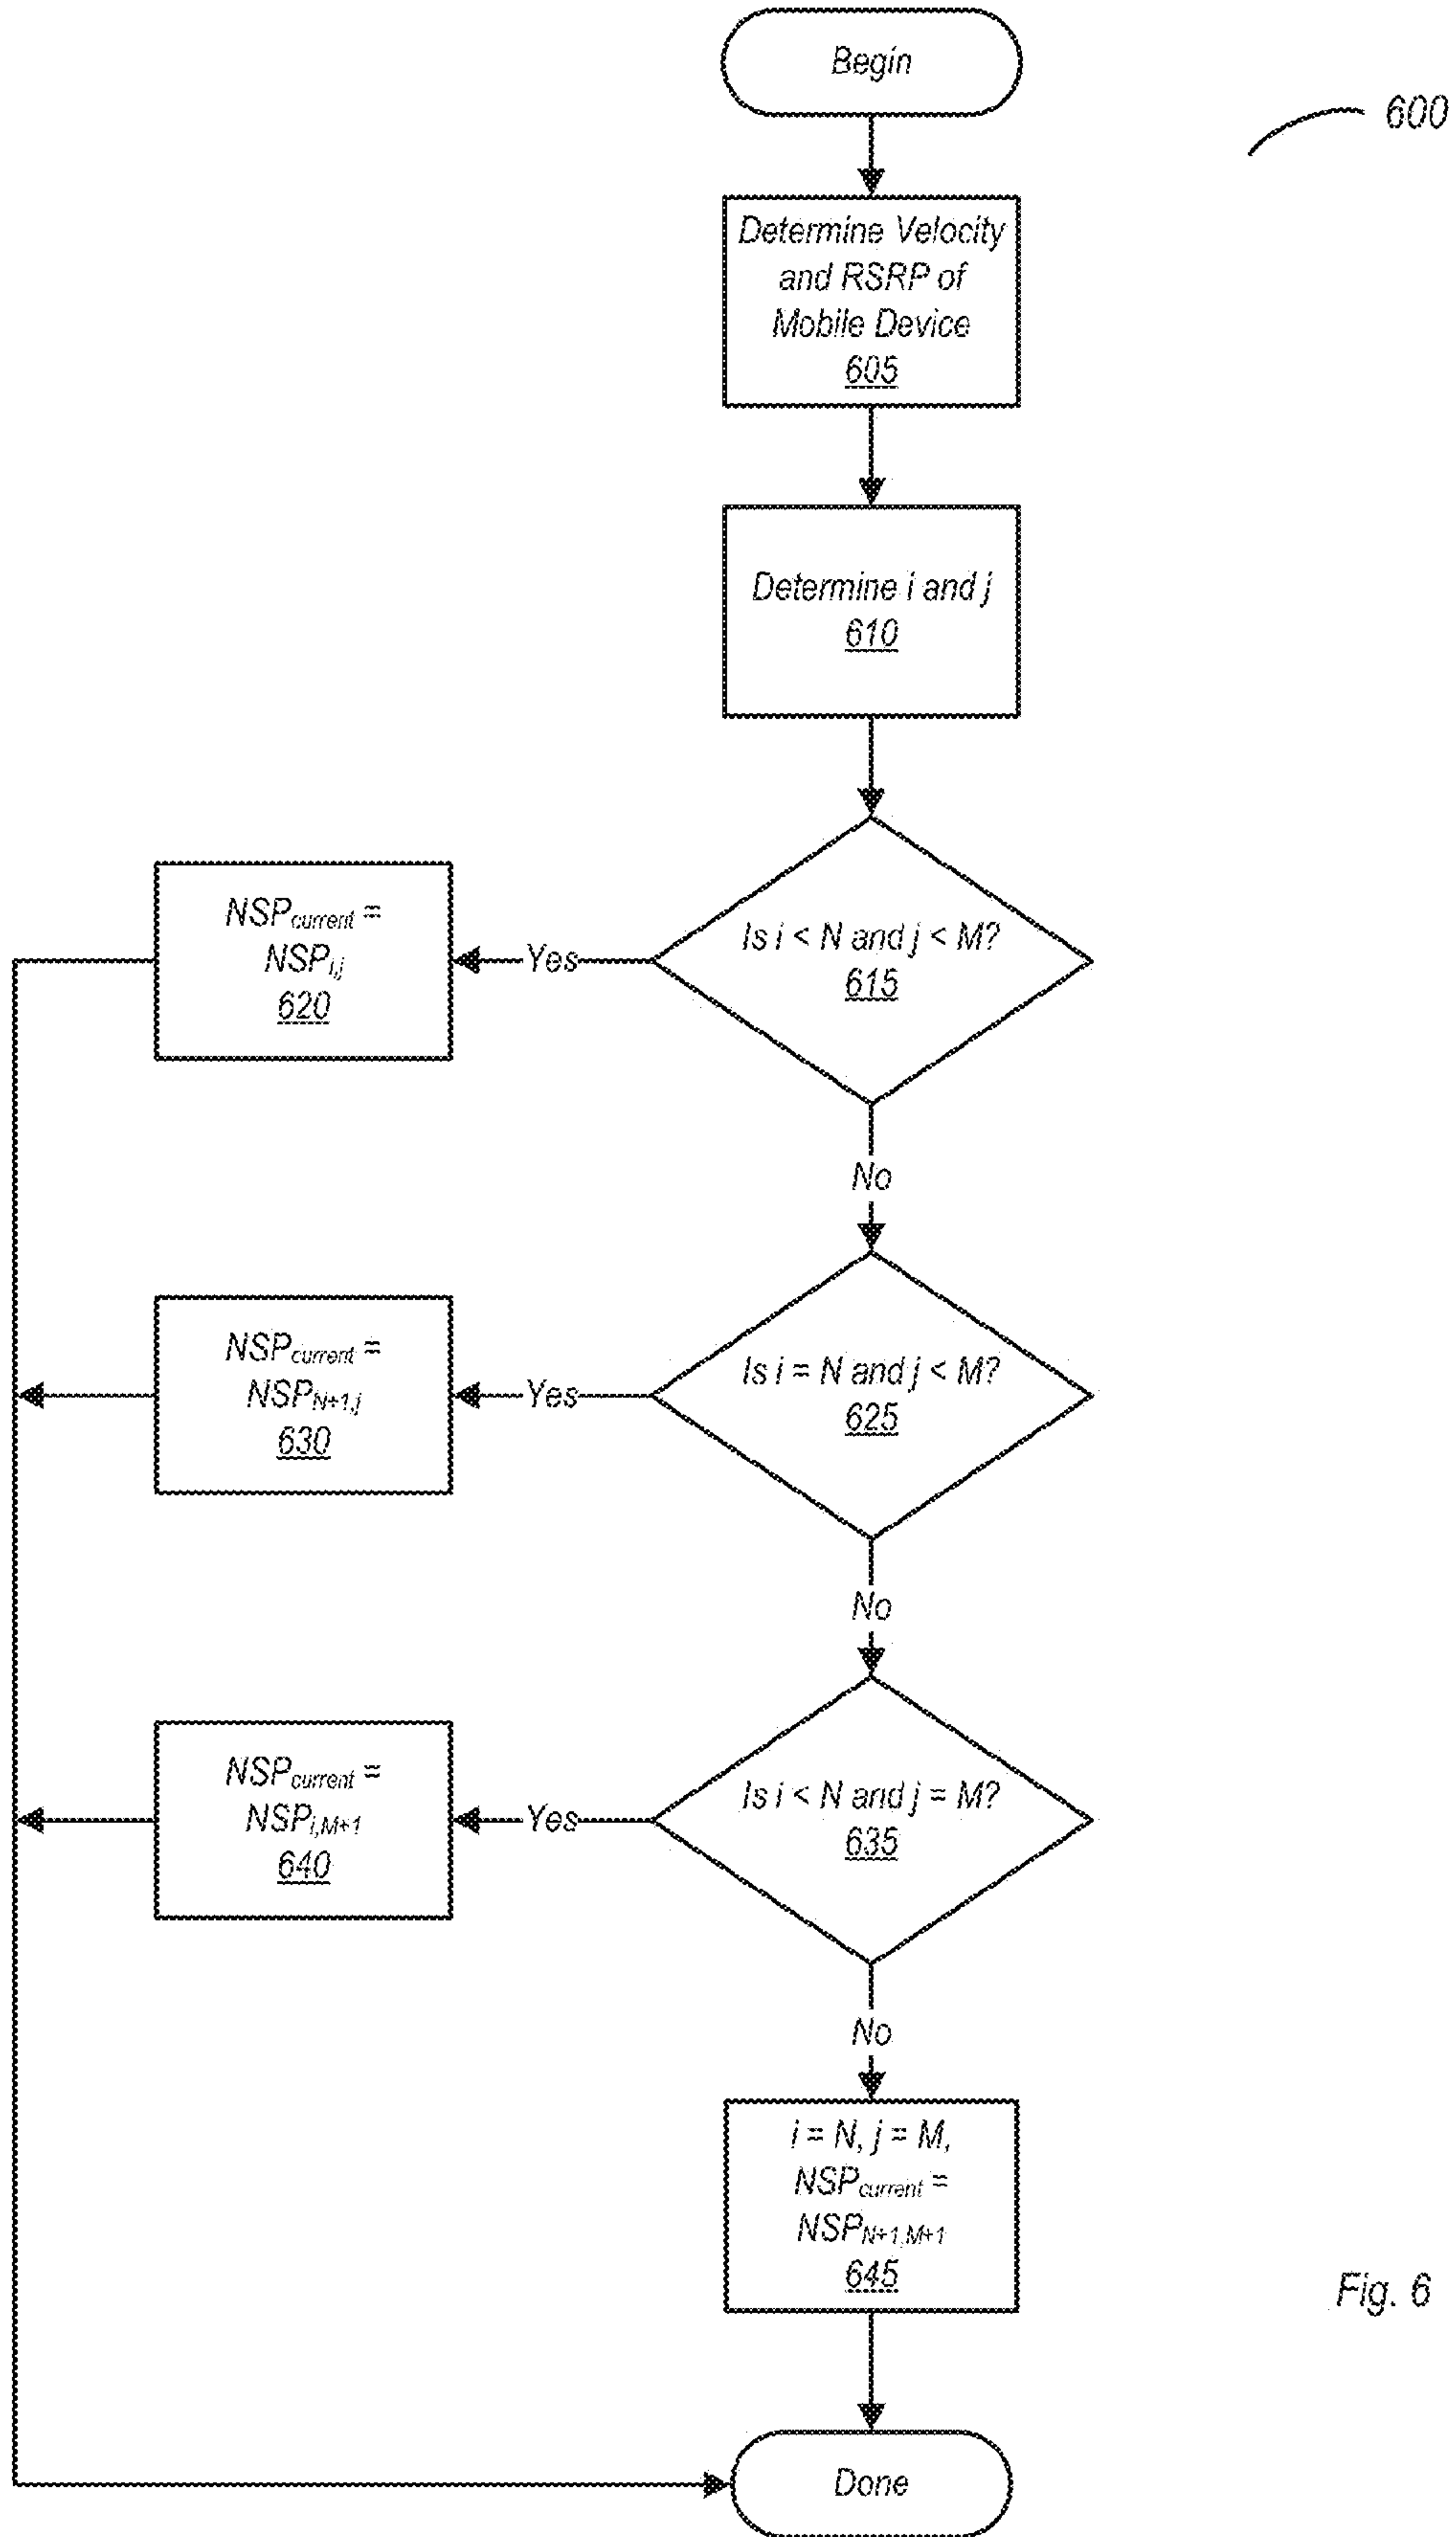 Begin
600
Determine Velocity
and RSRP of
Mobile Device
605
Determine i and j
610
Is i < N and j < M?
615
Yes
NSPcurrent =
NSPi,j
620
No
Is i = N and j < M?
625
Yes
NSPcurrent =
NSPN+1,j
630
No
Is i < N and j = M?
635
Yes
NSPcurrent =
NSPi,M+1
640
No
i = N, j = M,
NSPcurrent =
NSPN+1,M+1
645
Fig. 6
Done